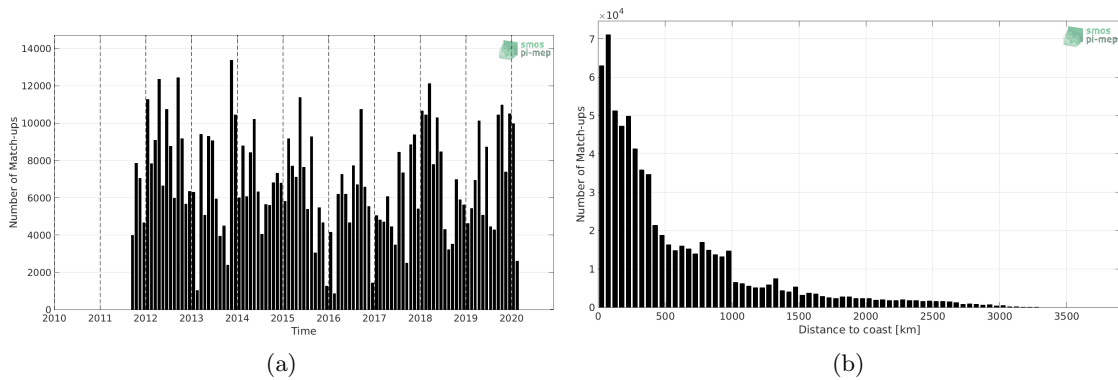 smos
pi-mep
14000
12000
10000
8000
6000
4000
2000
0
Number of Match-ups
2010 2011 2012 2013 2014 2015 2016 2017 2018 2019 2020
Time
(a)
×10⁴
smos
pi-mep
7
6
5
4
3
2
1
0
Number of Match-ups
0 500 1000 1500 2000 2500 3000 3500
Distance to coast [km]
(b)